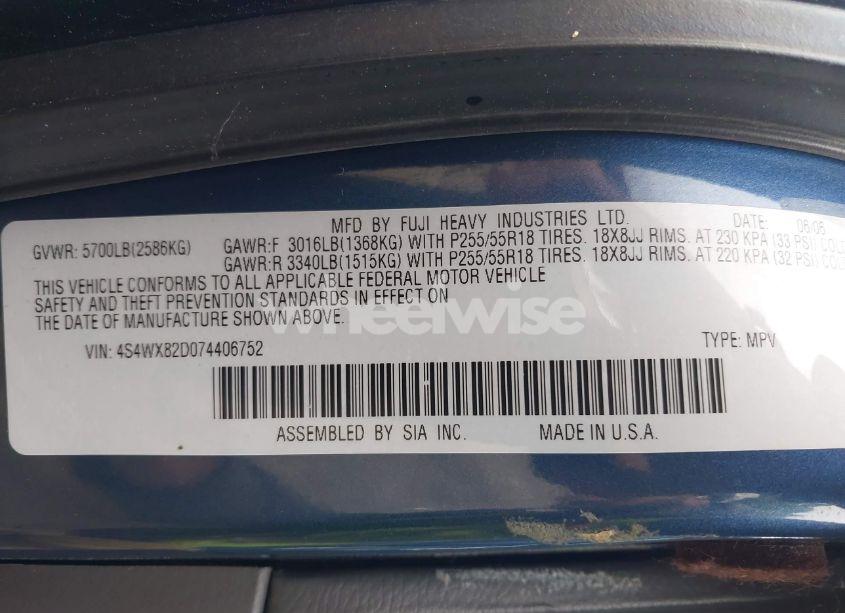 MFD BY FUJI HEAVY INDUSTRIES LTD. DATE: 06/06
GVWR: 5700LB(2586KG) GAWR:F 3016LB(1368KG) WITH P255/55R18 TIRES. 18X8JJ RIMS. AT 230 KPA (33 PSI)
GAWR:R 3340LB(1515KG) WITH P255/55R18 TIRES. 18X8JJ RIMS. AT 220 KPA (32 PSI)
THIS VEHICLE CONFORMS TO ALL APPLICABLE FEDERAL MOTOR VEHICLE
SAFETY AND THEFT PREVENTION STANDARDS IN EFFECT ON
THE DATE OF MANUFACTURE SHOWN ABOVE.
wheelwise
VIN: 4S4WX82D074406752 TYPE: MPV
ASSEMBLED BY SIA INC. MADE IN U.S.A.